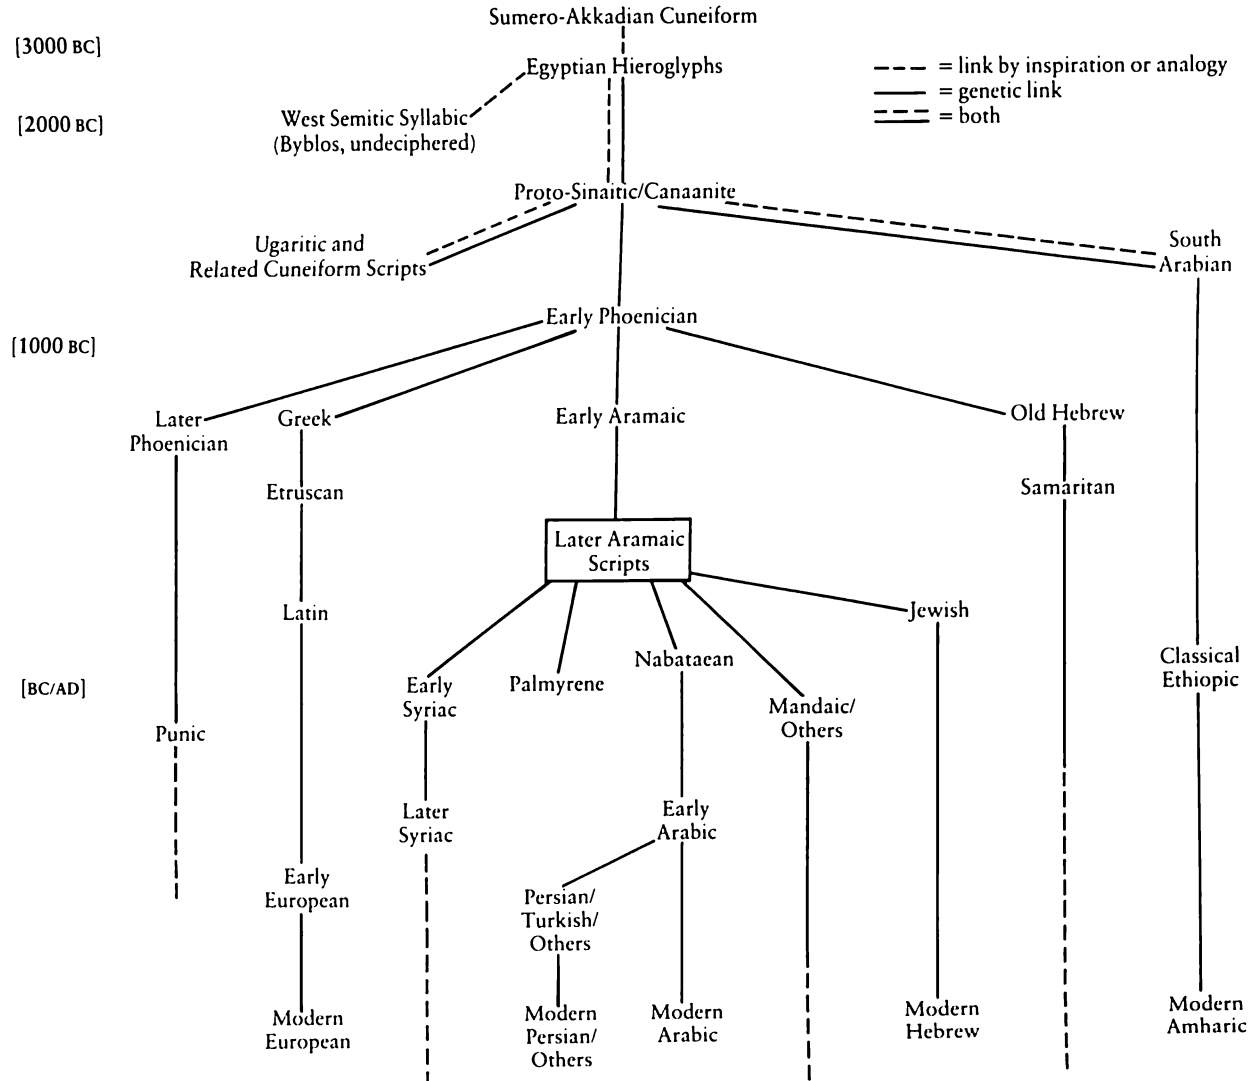 Sumero-Akkadian Cuneiform
[3000 BC]
Egyptian Hieroglyphs
= link by inspiration or analogy
= genetic link
= both
West Semitic Syllabic
(Byblos, undeciphered)
[2000 BC]
Proto-Sinaitic/Canaanite
Ugaritic and
Related Cuneiform Scripts
South
Arabian
Early Phoenician
[1000 BC]
Later
Phoenician
Greek
Early Aramaic
Old Hebrew
Etruscan
Samaritan
Later Aramaic
Scripts
Latin
Jewish
[BC/AD]
Early
Syriac
Palmyrene
Nabataean
Mandaic/
Others
Classical
Ethiopic
Punic
Later
Syriac
Early
Arabic
Early
European
Persian/
Turkish/
Others
Modern
European
Modern
Persian/
Others
Modern
Arabic
Modern
Hebrew
Modern
Amharic